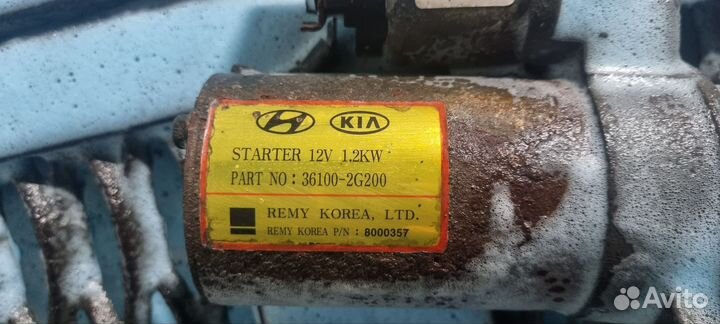 KIA
STARTER 12V 1.2KW
PART NO : 36100-2G200
REMY KOREA, LTD.
REMY KOREA P/N : 8000357
Avito